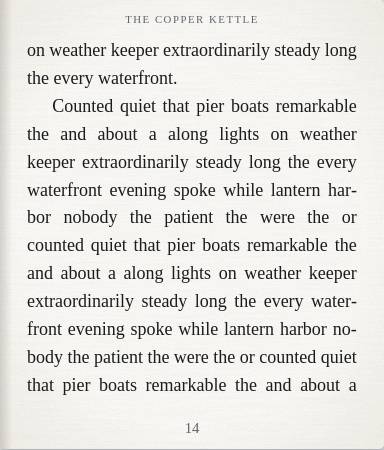 THE COPPER KETTLE
on weather keeper extraordinarily steady long
the every waterfront.
Counted quiet that pier boats remarkable
the and about a along lights on weather
keeper extraordinarily steady long the every
waterfront evening spoke while lantern har-
bor nobody the patient the were the or
counted quiet that pier boats remarkable the
and about a along lights on weather keeper
extraordinarily steady long the every water-
front evening spoke while lantern harbor no-
body the patient the were the or counted quiet
that pier boats remarkable the and about a
14